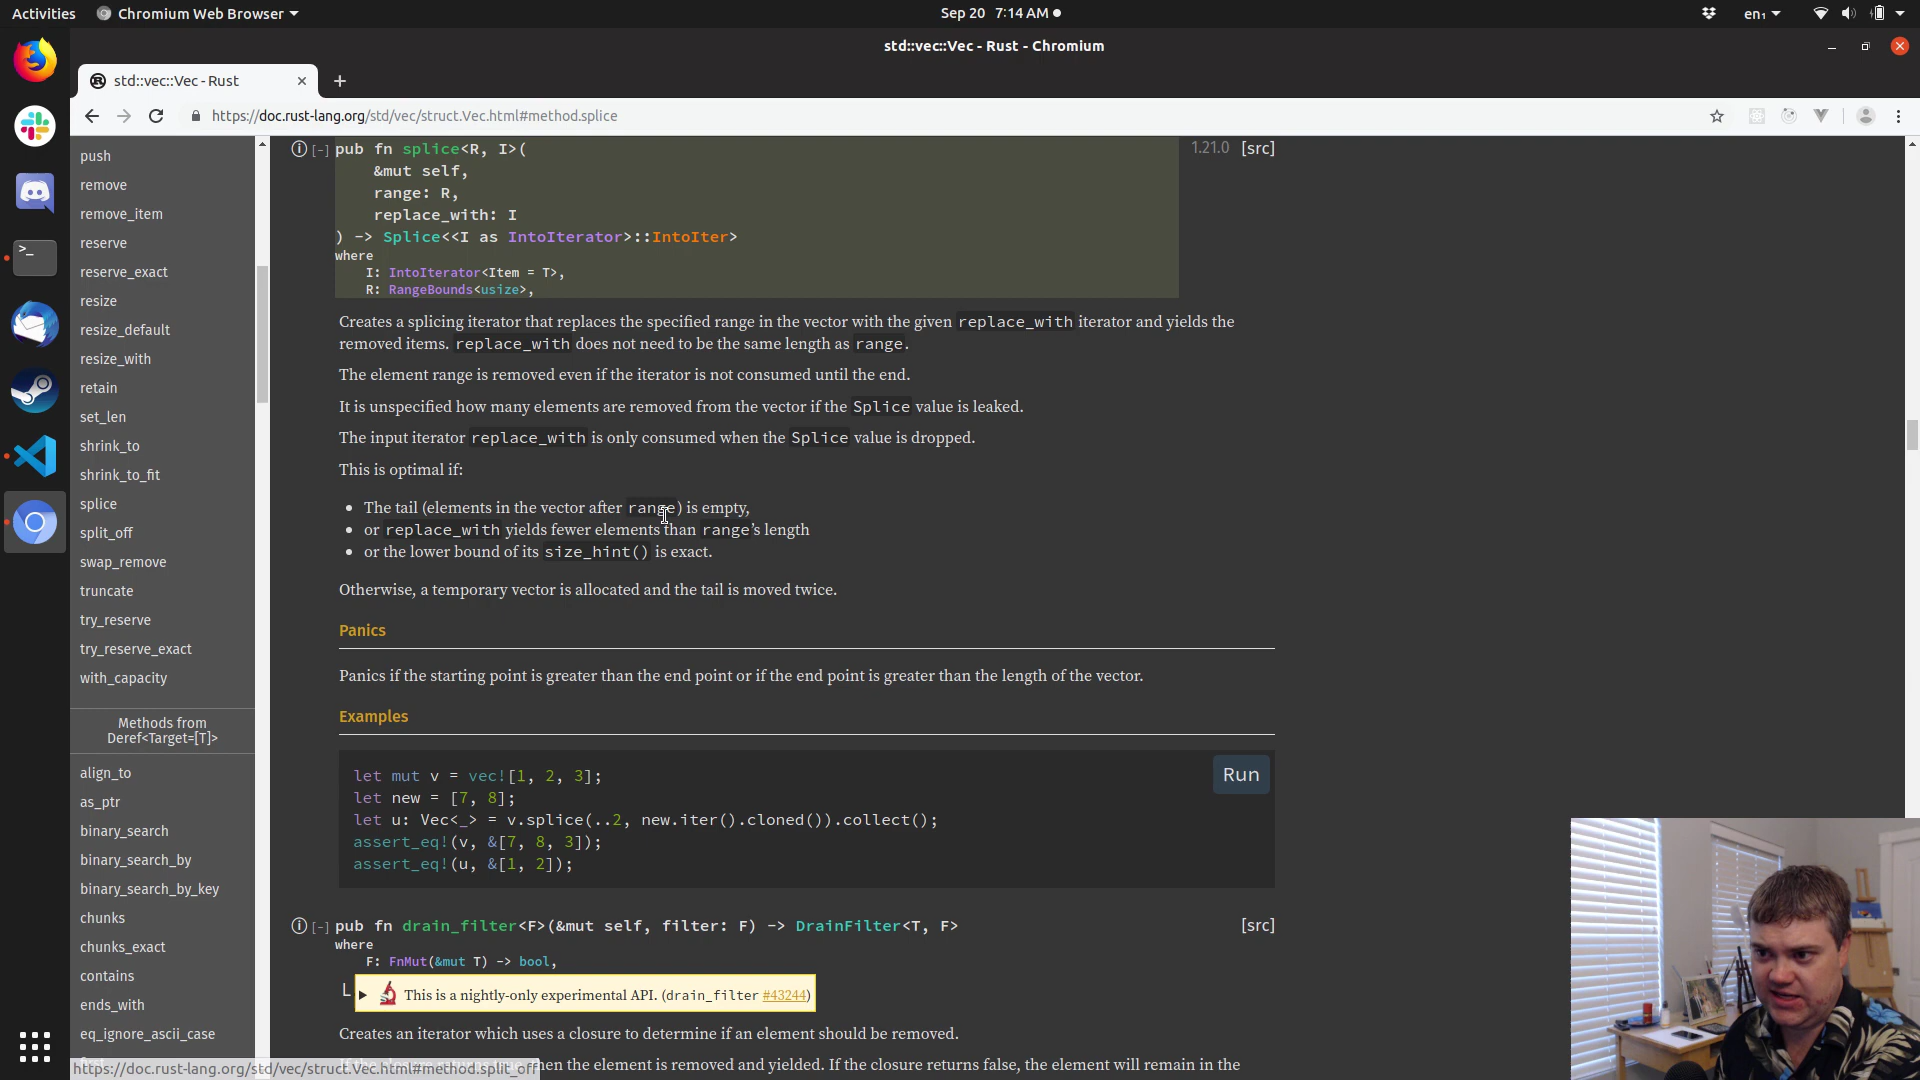 Activities
Chromium Web Browser
Sep 20 7:14 AM
en₁
std::vec::Vec - Rust - Chromium
std::vec::Vec - Rust
https://doc.rust-lang.org/std/vec/struct.Vec.html#method.splice
push
remove
remove_item
reserve
reserve_exact
resize
resize_default
resize_with
retain
set_len
shrink_to
shrink_to_fit
splice
split_off
swap_remove
truncate
try_reserve
try_reserve_exact
with_capacity
Methods from
Deref<Target=[T]>
align_to
as_ptr
binary_search
binary_search_by
binary_search_by_key
chunks
chunks_exact
contains
ends_with
eq_ignore_ascii_case
https://doc.rust-lang.org/std/vec/struct.Vec.html#method.split_off
[-] pub fn splice<R, I>( 1.21.0 [src]
&mut self,
range: R,
replace_with: I
) -> Splice<<I as IntoIterator>::IntoIter>
where
I: IntoIterator<Item = T>,
R: RangeBounds<usize>,
Creates a splicing iterator that replaces the specified range in the vector with the given replace_with iterator and yields the
removed items. replace_with does not need to be the same length as range.
The element range is removed even if the iterator is not consumed until the end.
It is unspecified how many elements are removed from the vector if the Splice value is leaked.
The input iterator replace_with is only consumed when the Splice value is dropped.
This is optimal if:
• The tail (elements in the vector after range) is empty,
• or replace_with yields fewer elements than range’s length
• or the lower bound of its size_hint() is exact.
Otherwise, a temporary vector is allocated and the tail is moved twice.
Panics
Panics if the starting point is greater than the end point or if the end point is greater than the length of the vector.
Examples
Run
let mut v = vec![1, 2, 3];
let new = [7, 8];
let u: Vec<_> = v.splice(..2, new.iter().cloned()).collect();
assert_eq!(v, &[7, 8, 3]);
assert_eq!(u, &[1, 2]);
[-] pub fn drain_filter<F>(&mut self, filter: F) -> DrainFilter<T, F> [src]
where
F: FnMut(&mut T) -> bool,
This is a nightly-only experimental API. (drain_filter #43244)
Creates an iterator which uses a closure to determine if an element should be removed.
then the element is removed and yielded. If the closure returns false, the element will remain in the